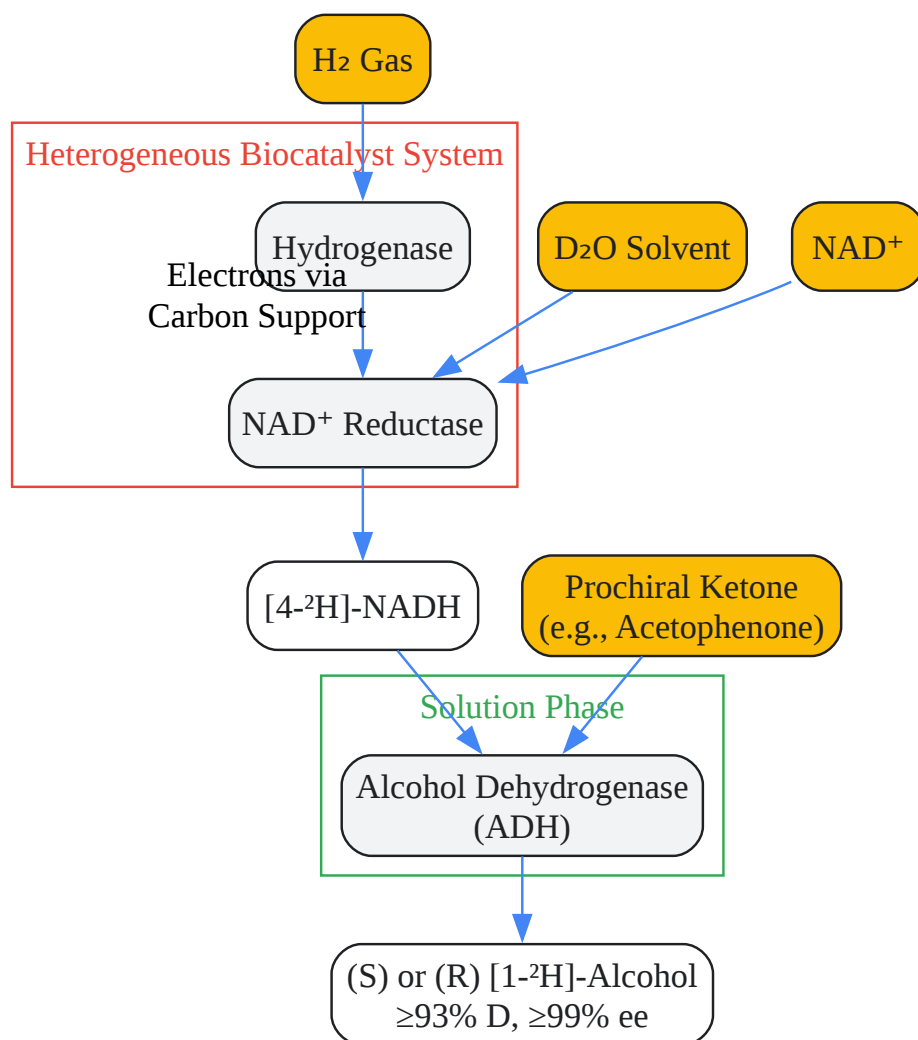 H₂ Gas
Heterogeneous Biocatalyst System
Hydrogenase
D₂O Solvent
NAD⁺
Electrons via
Carbon Support
NAD⁺ Reductase
[4-²H]-NADH
Prochiral Ketone
(e.g., Acetophenone)
Solution Phase
Alcohol Dehydrogenase
(ADH)
(S) or (R) [1-²H]-Alcohol
≥93% D, ≥99% ee